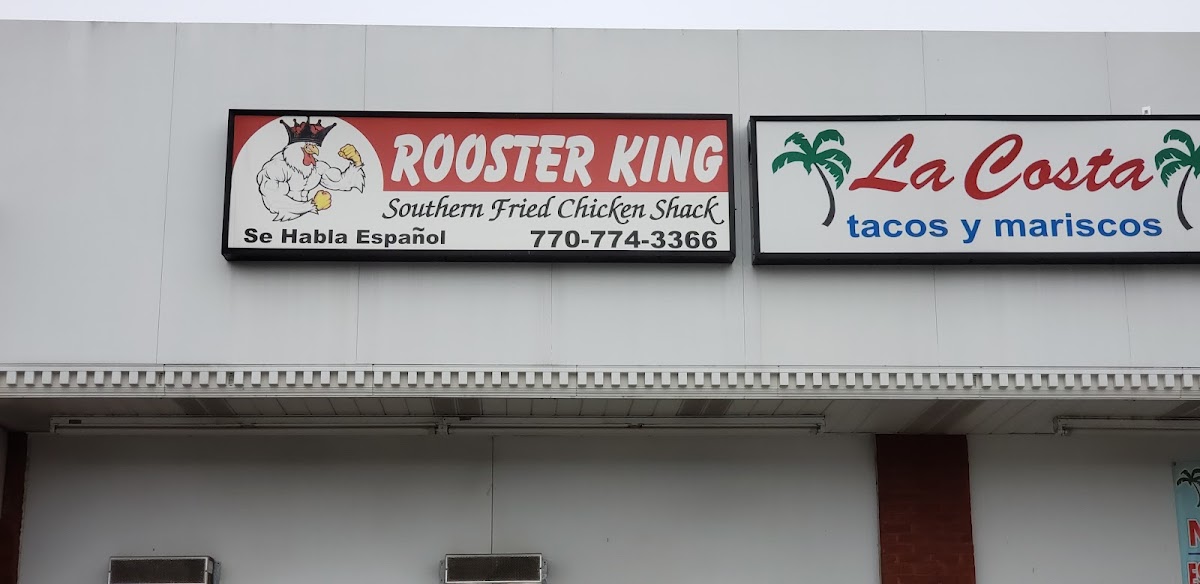 ROOSTER KING
Southern Fried Chicken Shack
Se Habla Español 770-774-3366
La Costa
tacos y mariscos